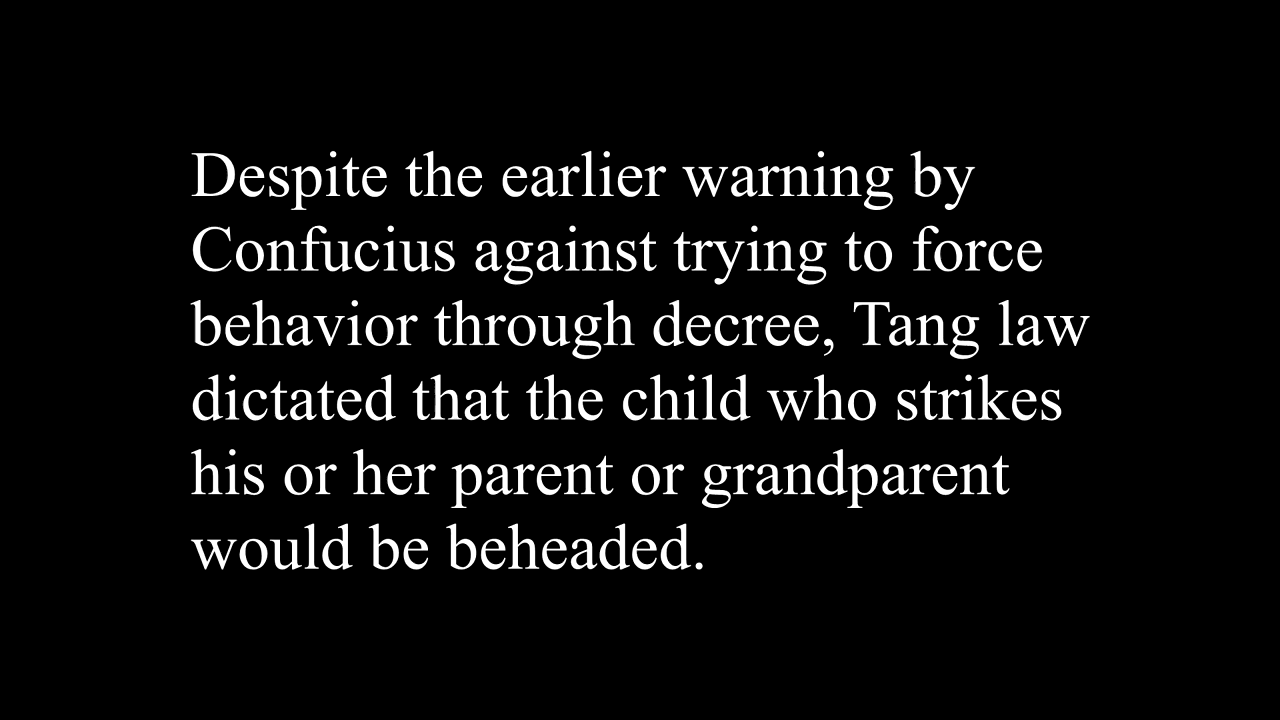 Despite the earlier warning by
Confucius against trying to force
behavior through decree, Tang law
dictated that the child who strikes
his or her parent or grandparent
would be beheaded.